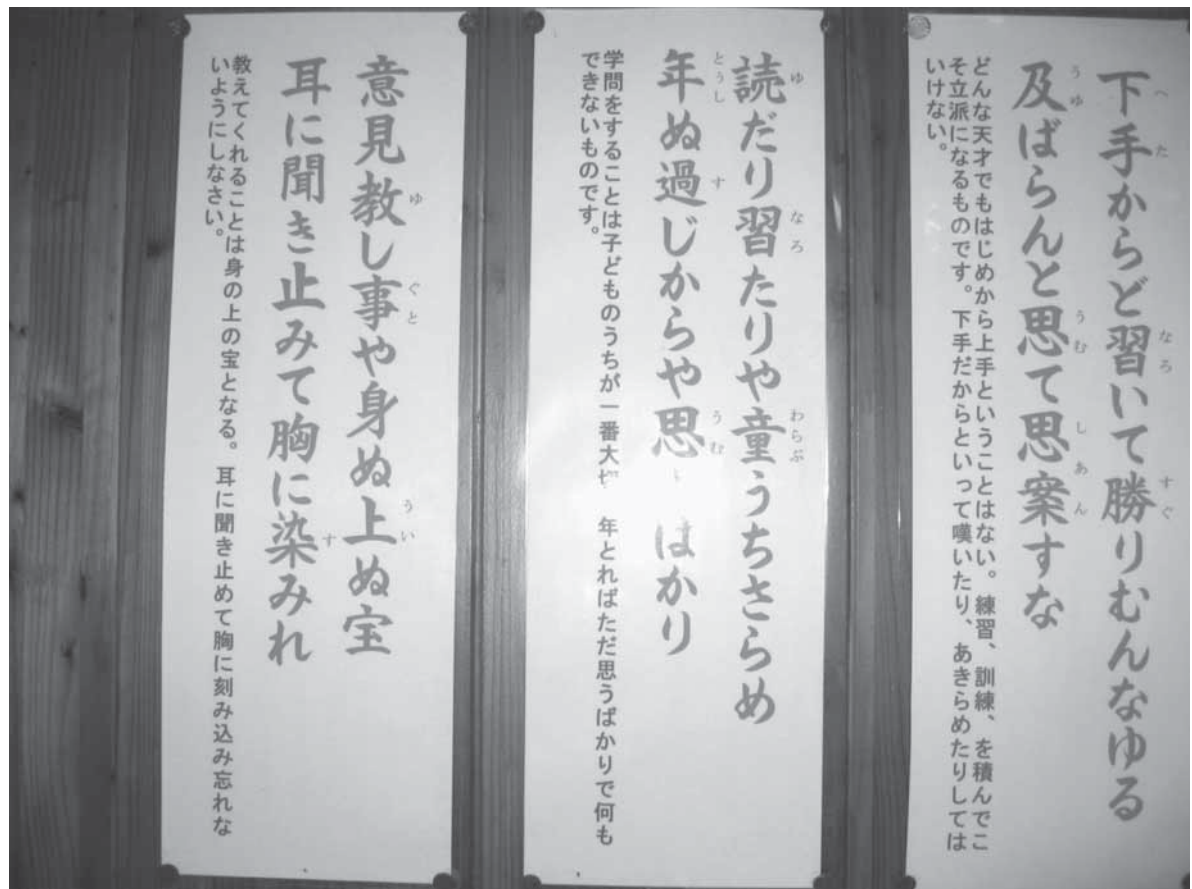 下手からど習いて勝りむんなゆる
及ばらんと思て思案すな
どんな天才でもはじめから上手ということはない。練習、訓練、を積んでこ
そ立派になるものです。下手だからといって嘆いたり、あきらめたりしては
いけない。
読だり習たりや童うちさらめ
年ぬ過じからや思 はかり
学問をすることは子どものうちが一番大 年とればただ思うばかりで何も
できないものです。
意見教し事や身ぬ上ぬ宝
耳に聞き止みて胸に染みれ
教えてくれることは身の上の宝となる。耳に聞き止めて胸に刻み込み忘れな
いようにしなさい。